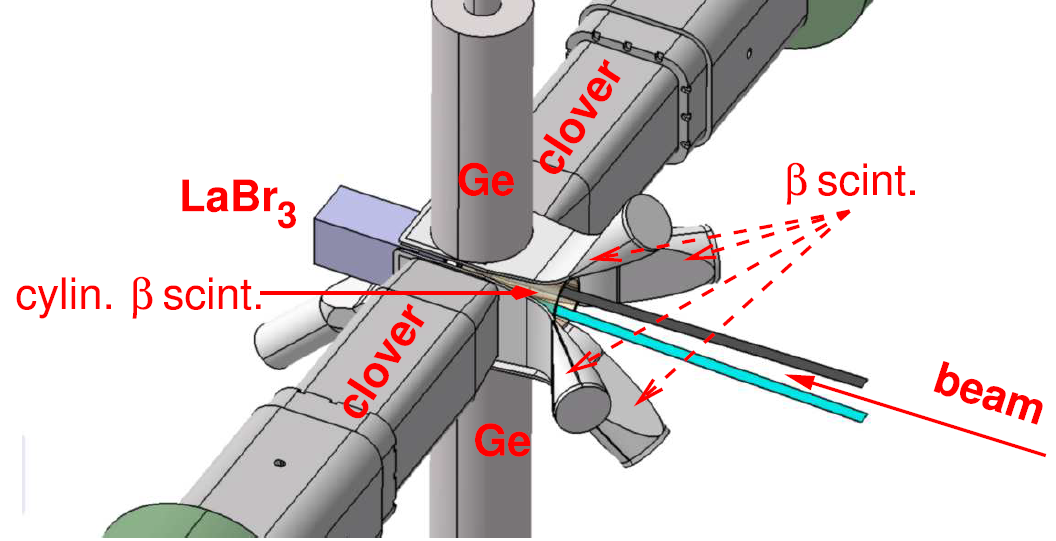 clover
Ge
β scint.
LaBr3
cylin. β scint.
clover
beam
Ge